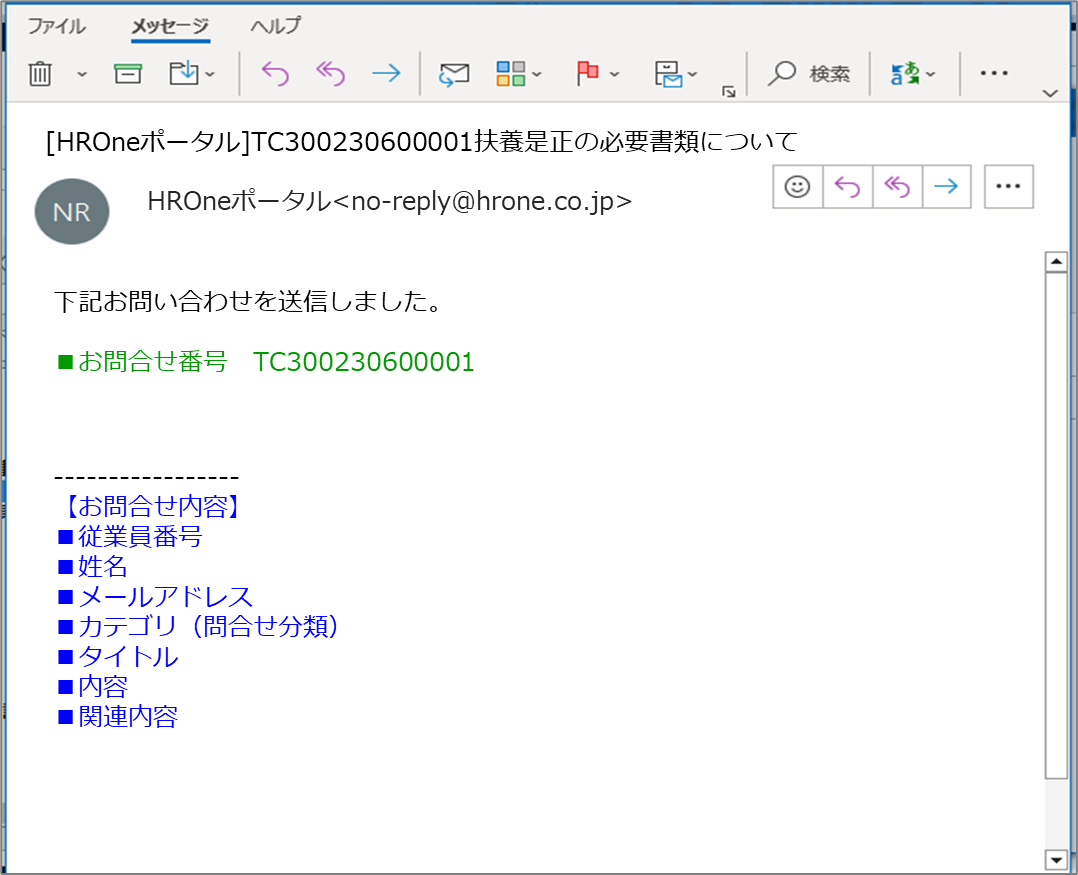 ファイル メッセージ ヘルプ
検索
[HROneポータル]TC300230600001扶養是正の必要書類について
NR
HROneポータル<no-reply@hrone.co.jp>
下記お問い合わせを送信しました。
■お問合せ番号　TC300230600001
-----------------
【お問合せ内容】
■従業員番号
■姓名
■メールアドレス
■カテゴリ（問合せ分類）
■タイトル
■内容
■関連内容